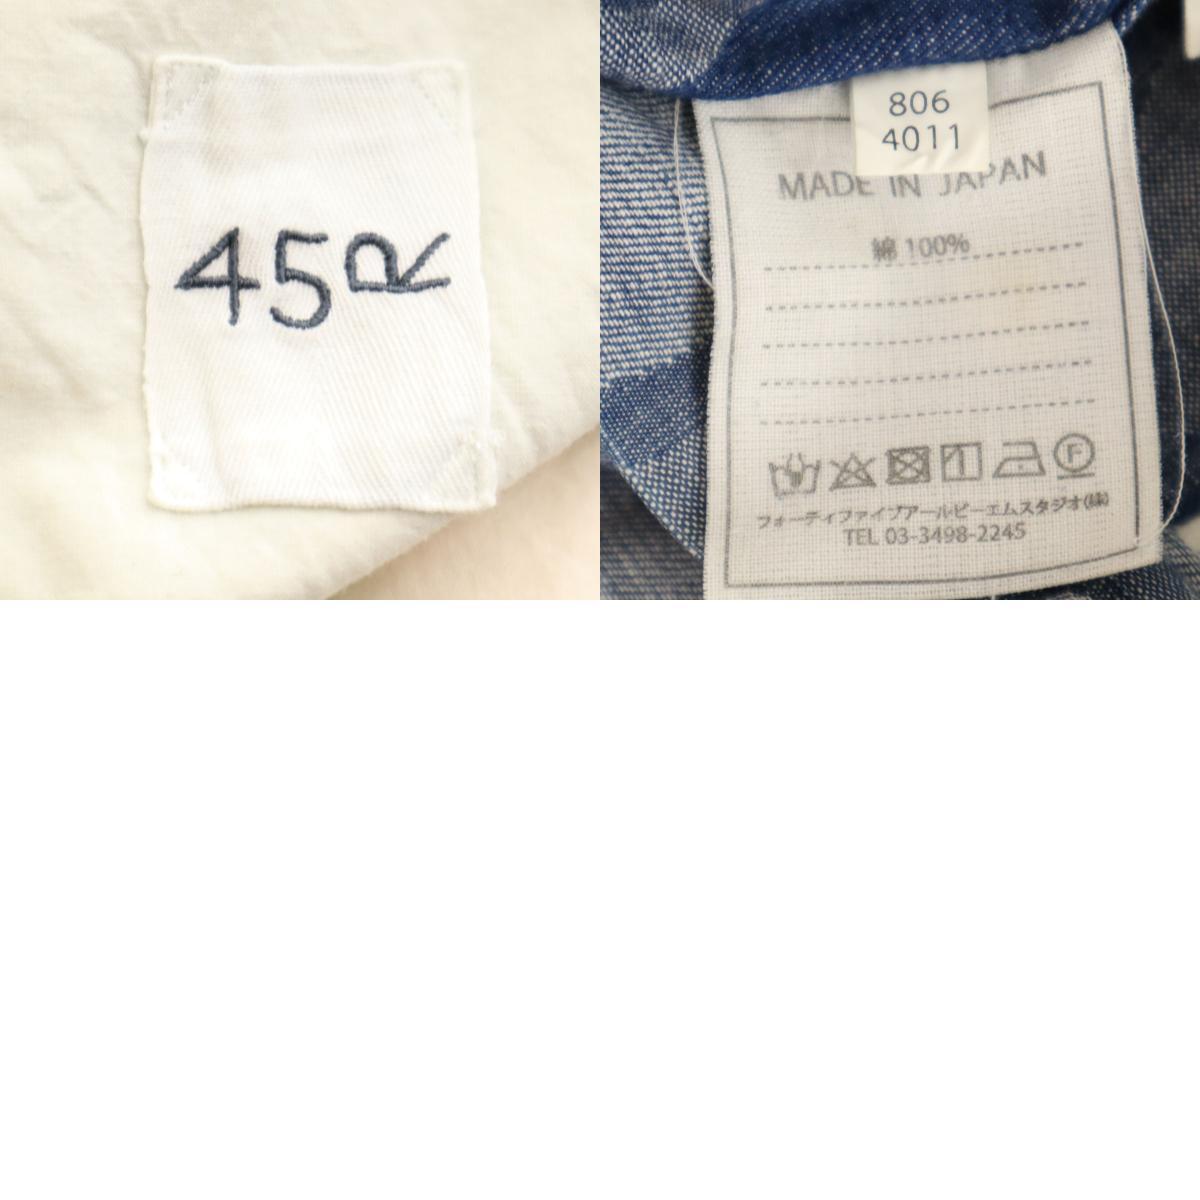 45R
806
4011
MADE IN JAPAN
綿 100%
フォーティファイブアールピーエムスタジオ(株)
TEL 03-3498-2245